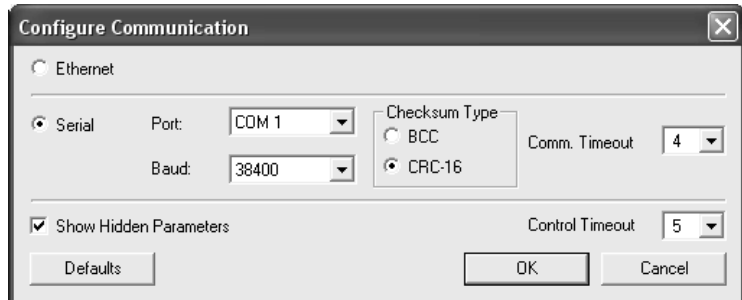 Configure Communication
Ethernet
Serial
Port:
COM 1
Baud:
38400
Checksum Type
BCC
CRC-16
Comm. Timeout
4
Show Hidden Parameters
Control Timeout
5
Defaults
OK
Cancel